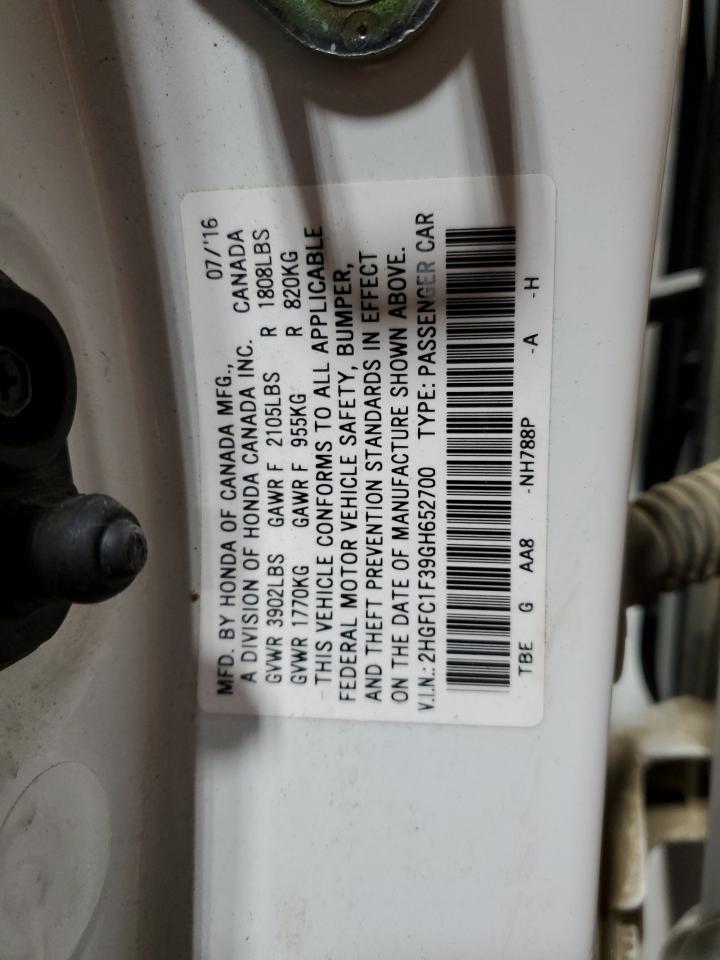 MFD. BY HONDA OF CANADA MFG., 07/'16
A DIVISION OF HONDA CANADA INC. CANADA
GVWR 3902LBS GAWR F 2105LBS R 1808LBS
GVWR 1770KG GAWR F 955KG R 820KG
THIS VEHICLE CONFORMS TO ALL APPLICABLE
FEDERAL MOTOR VEHICLE SAFETY, BUMPER,
AND THEFT PREVENTION STANDARDS IN EFFECT
ON THE DATE OF MANUFACTURE SHOWN ABOVE.
V.I.N.: 2HGFC1F39GH652700 TYPE: PASSENGER CAR
TBE G AA8 -NH788P -A -H